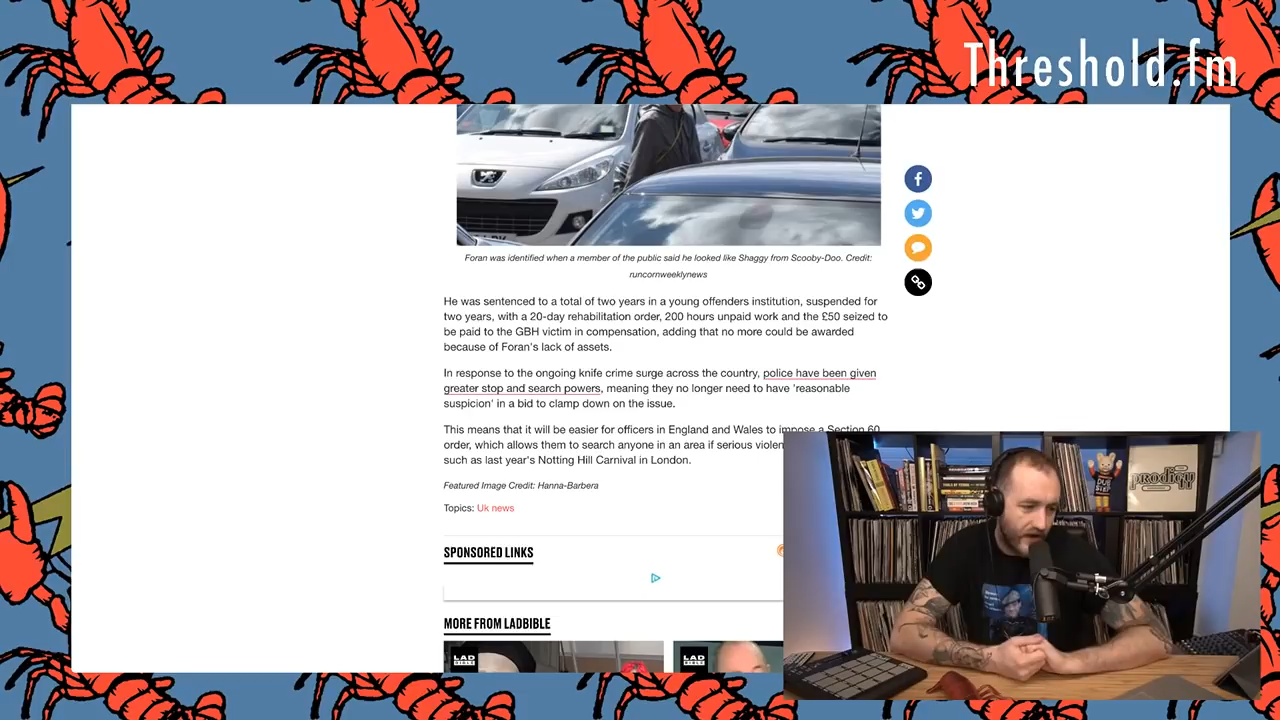 Threshold.fm
Foran was identified when a member of the public said he looked like Shaggy from Scooby-Doo. Credit:
runcornweeklynews
He was sentenced to a total of two years in a young offenders institution, suspended for
two years, with a 20-day rehabilitation order, 200 hours unpaid work and the £50 seized to
be paid to the GBH victim in compensation, adding that no more could be awarded
because of Foran's lack of assets.
In response to the ongoing knife crime surge across the country, police have been given
greater stop and search powers, meaning they no longer need to have 'reasonable
suspicion' in a bid to clamp down on the issue.
This means that it will be easier for officers in England and Wales to impose a Section 60
order, which allows them to search anyone in an area if serious violen
such as last year's Notting Hill Carnival in London.
Featured Image Credit: Hanna-Barbera
Topics: Uk news
SPONSORED LINKS
MORE FROM LADBIBLE
LAD
BIBLE
LAD
BIBLE
DUB
STEP
prodigy